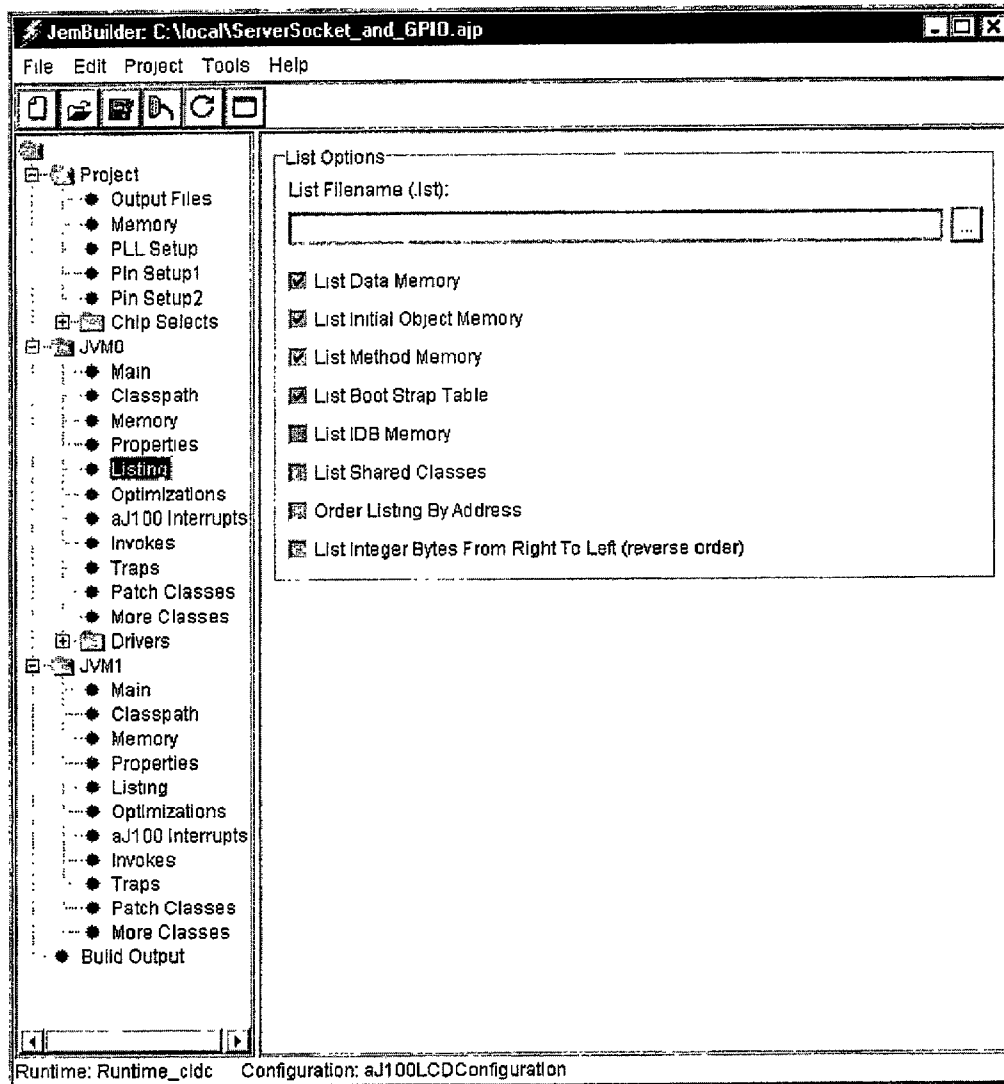 JemBuilder: C:\local\ServerSocket_and_GPIO.ajp
File Edit Project Tools Help
Project
Output Files
Memory
PLL Setup
Pin Setup1
Pin Setup2
Chip Selects
JVM0
Main
Classpath
Memory
Properties
Listing
Optimizations
aJ100 Interrupts
Invokes
Traps
Patch Classes
More Classes
Drivers
JVM1
Main
Classpath
Memory
Properties
Listing
Optimizations
aJ100 Interrupts
Invokes
Traps
Patch Classes
More Classes
Build Output
List Options
List Filename (.lst):
...
List Data Memory
List Initial Object Memory
List Method Memory
List Boot Strap Table
List IDB Memory
List Shared Classes
Order Listing By Address
List Integer Bytes From Right To Left (reverse order)
Runtime: Runtime_cldc Configuration: aJ100LCDConfiguration